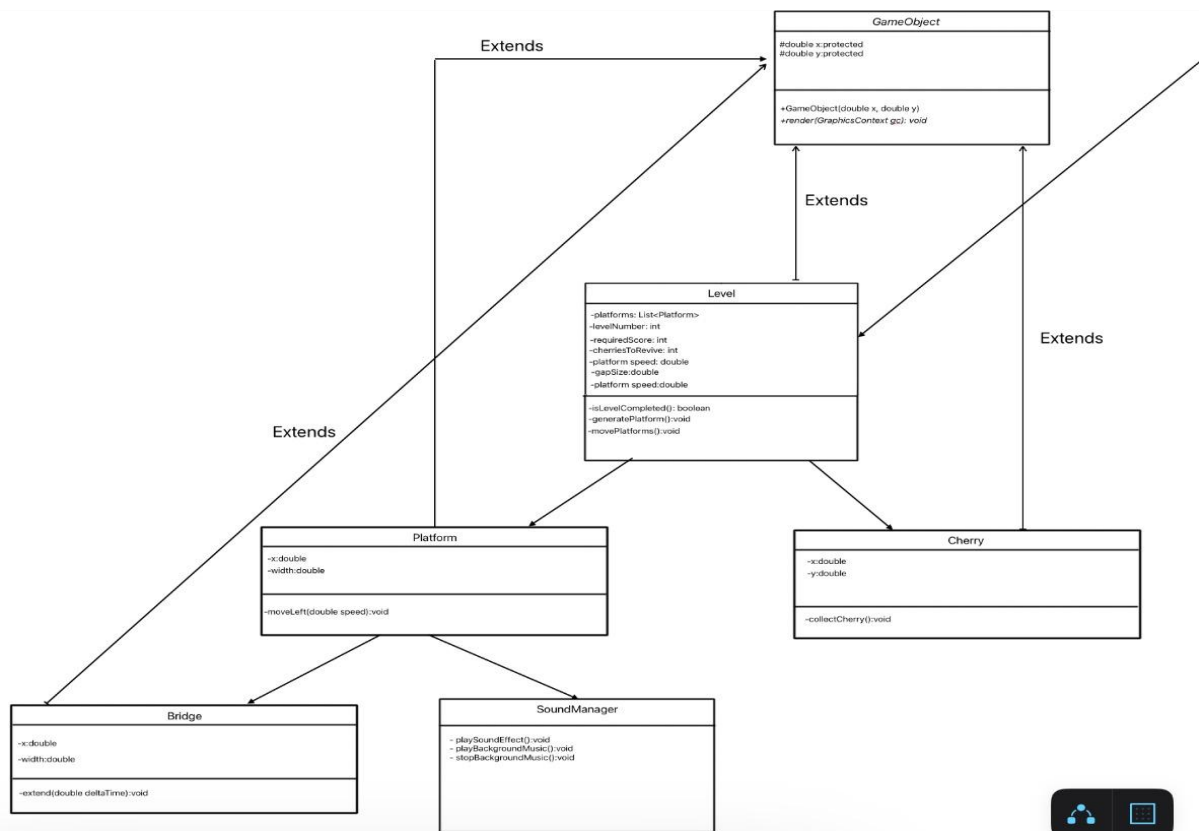 GameObject
#double x:protected
#double y:protected
+GameObject(double x, double y)
+render(GraphicsContext gc): void
Extends
Extends
Level
-platforms: List<Platform>
-levelNumber: int
-requiredScore: int
-cherriesToRevive: int
-platform speed: double
-gapSize:double
-platform speed:double
-isLevelCompleted(): boolean
-generatePlatform():void
-movePlatforms():void
Extends
Extends
Platform
-x:double
-width:double
-moveLeft(double speed):void
Cherry
-x:double
-y:double
-collectCherry():void
Bridge
-x:double
-width:double
-extend(double deltaTime):void
SoundManager
- playSoundEffect():void
- playBackgroundMusic():void
- stopBackgroundMusic():void